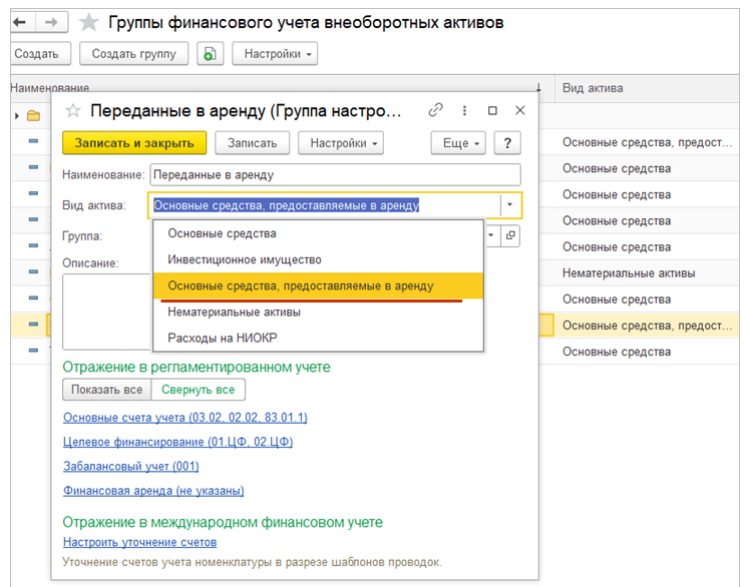 Группы финансового учета внеоборотных активов
Создать Создать группу Настройки
Наименование Вид актива
Переданные в аренду (Группа настро...
Записать и закрыть Записать Настройки Еще ?
Основные средства, предост...
Наименование: Переданные в аренду
Основные средства
Вид актива: Основные средства, предоставляемые в аренду
Основные средства
Группа:
Основные средства
Основные средства
Инвестиционное имущество
Основные средства
Описание:
Основные средства, предоставляемые в аренду
Нематериальные активы
Нематериальные активы
Основные средства
Расходы на НИОКР
Основные средства, предост...
Основные средства
Отражение в регламентированном учете
Показать все Свернуть все
Основные счета учета (03.02, 02.02, 83.01.1)
Целевое финансирование (01.ЦФ, 02.ЦФ)
Забалансовый учет (001)
Финансовая аренда (не указаны)
Отражение в международном финансовом учете
Настроить уточнение счетов
Уточнение счетов учета номенклатуры в разрезе шаблонов проводок.